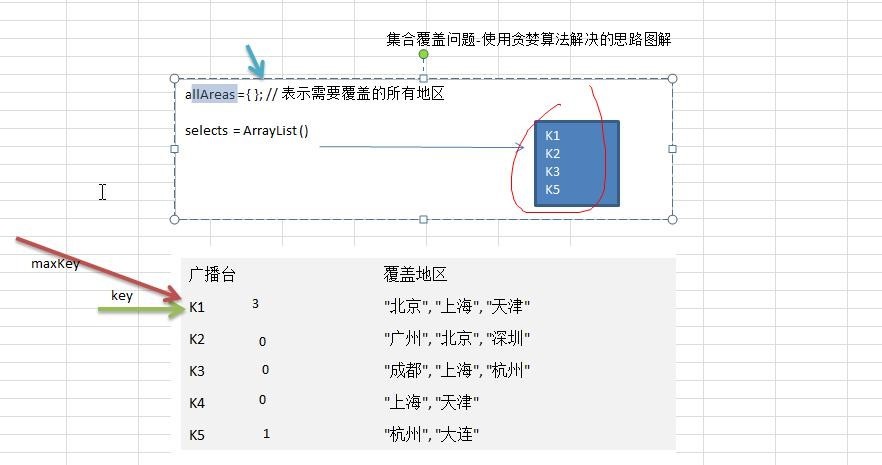 集合覆盖问题-使用贪婪算法解决的思路图解
allAreas = { }; // 表示需要覆盖的所有地区
selects = ArrayList ()
K1
K2
K3
K5
maxKey
key
广播台 覆盖地区
K1 3 "北京", "上海", "天津"
K2 0 "广州", "北京", "深圳"
K3 0 "成都", "上海", "杭州"
K4 0 "上海", "天津"
K5 1 "杭州", "大连"